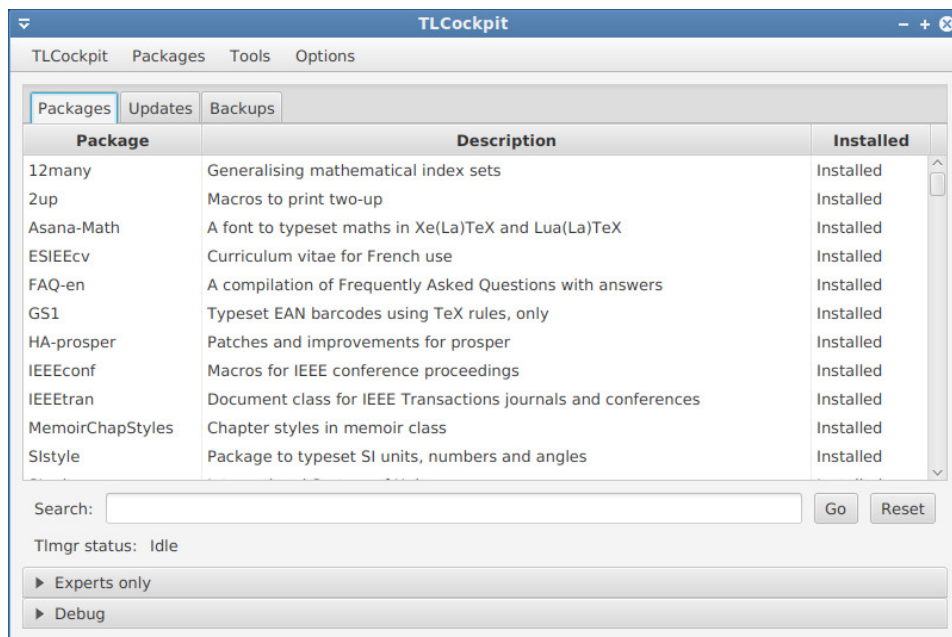 TLCockpit
TLCockpit Packages Tools Options
Packages Updates Backups
Package Description Installed
12many Generalising mathematical index sets Installed
2up Macros to print two-up Installed
Asana-Math A font to typeset maths in Xe(La)TeX and Lua(La)TeX Installed
ESIEEcv Curriculum vitae for French use Installed
FAQ-en A compilation of Frequently Asked Questions with answers Installed
GS1 Typeset EAN barcodes using TeX rules, only Installed
HA-prosper Patches and improvements for prosper Installed
IEEEconf Macros for IEEE conference proceedings Installed
IEEEtran Document class for IEEE Transactions journals and conferences Installed
MemoirChapStyles Chapter styles in memoir class Installed
SIstyle Package to typeset SI units, numbers and angles Installed
Search: Go Reset
Tlmgr status: Idle
Experts only
Debug